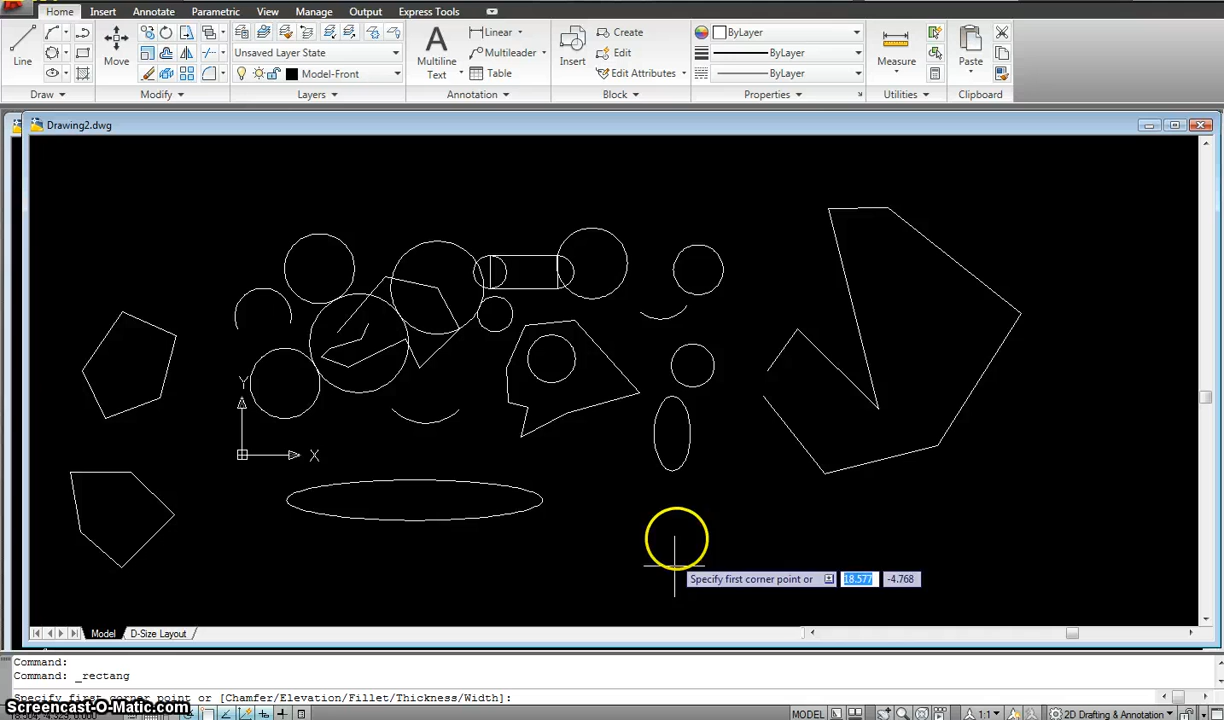 Home Insert Annotate Parametric View Manage Output Express Tools
Line
Move
Unsaved Layer State
Model-Front
Multiline
Text
Linear
Multileader
Table
Insert
Create
Edit
Edit Attributes
ByLayer
ByLayer
ByLayer
Measure
Paste
Draw Modify Layers Annotation Block Properties Utilities Clipboard
Drawing2.dwg
Y
X
Specify first corner point or 18.577 -4.768
Model D-Size Layout
Command:
Command: _rectang
Specify first corner point or [Chamfer/Elevation/Fillet/Thickness/Width]:
Screencast-O-Matic.com
MODEL 1:1 2D Drafting & Annotation